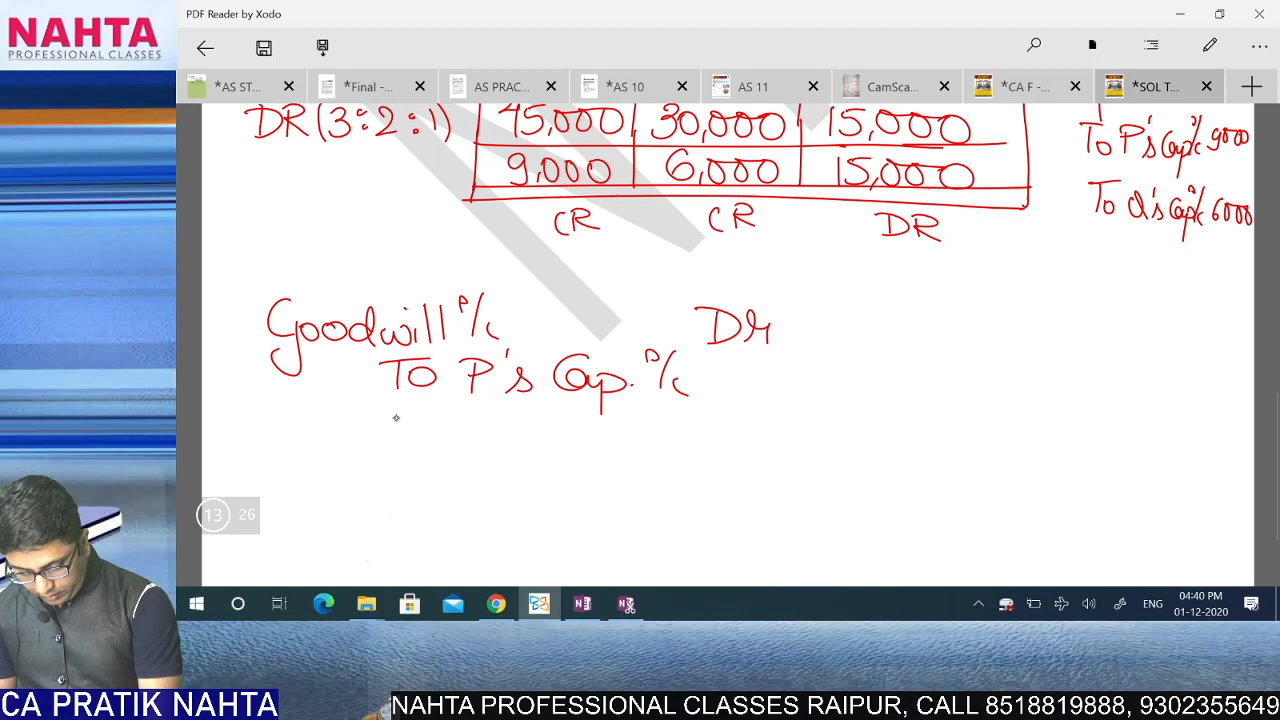 NAHTA
PROFESSIONAL CLASSES
PDF Reader by Xodo
*AS ST...
*Final -...
AS PRAC...
*AS 10
AS 11
CamSca...
*CA F -...
*SOL T...
DR (3:2:1) 45,000 30,000 15,000
9,000 6,000 15,000
CR CR DR
To P's Cap A/c 9000
To Q's Cap A/c 6000
Goodwill A/c Dr
To P's Cap. A/c
13 26
ENG
04:40 PM
01-12-2020
CA PRATIK NAHTA
NAHTA PROFESSIONAL CLASSES RAIPUR, CALL 8518819888, 9302355649